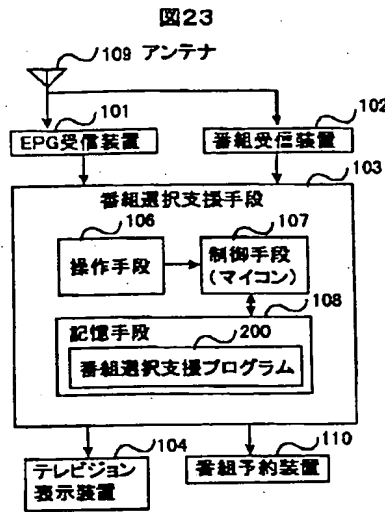 図23
109 アンテナ
101
102
EPG受信装置
番組受信装置
103
番組選択支援手段
106
107
操作手段
制御手段
(マイコン)
108
記憶手段
200
番組選択支援プログラム
104
110
テレビジョン
表示装置
番組予約装置